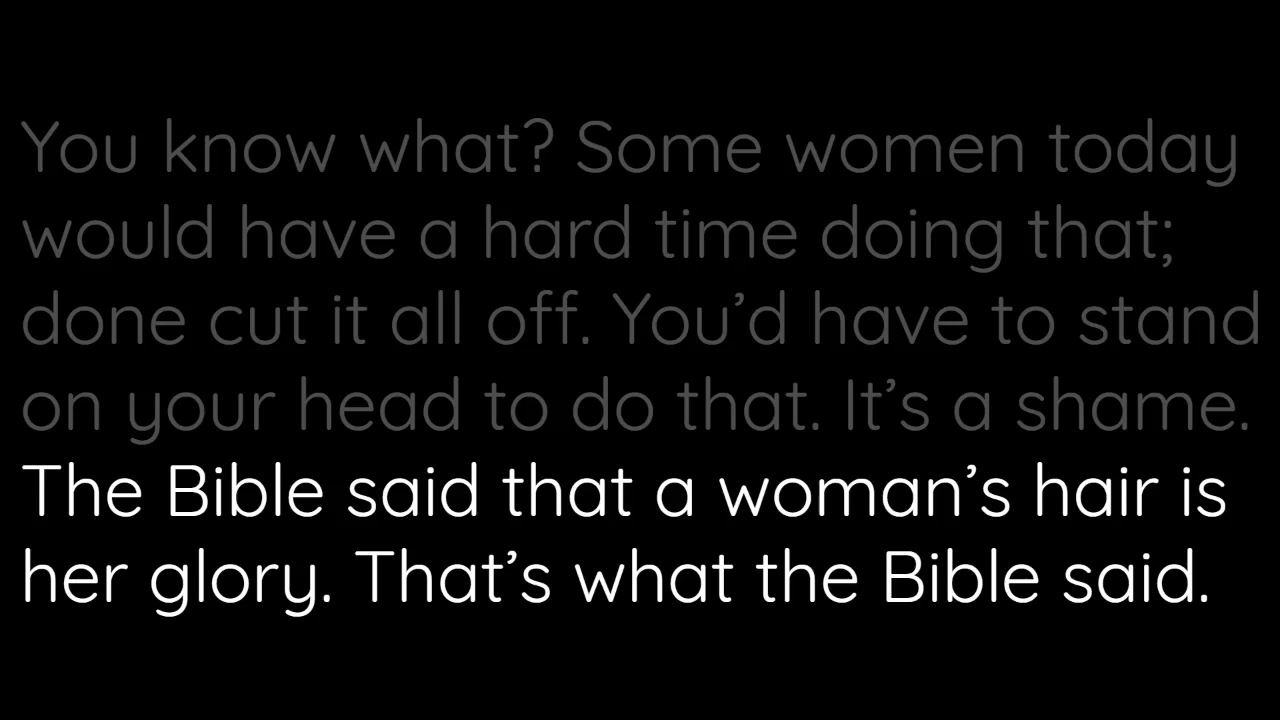 You know what? Some women today
would have a hard time doing that;
done cut it all off. You’d have to stand
on your head to do that. It’s a shame.
The Bible said that a woman’s hair is
her glory. That’s what the Bible said.